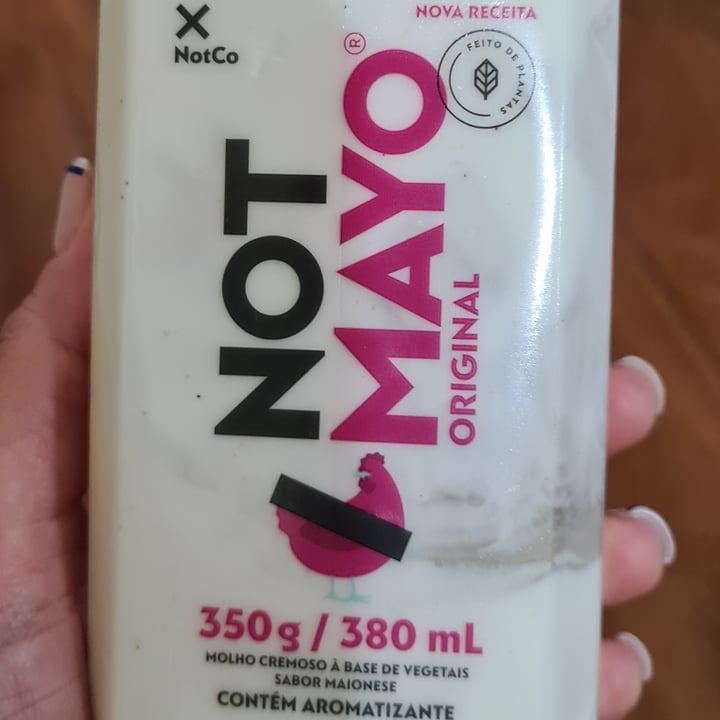 NotCo
NOVA RECEITA
FEITO DE PLANTAS
NOT
MAYO®
ORIGINAL
350g / 380 mL
MOLHO CREMOSO À BASE DE VEGETAIS
SABOR MAIONESE
CONTÉM AROMATIZANTE